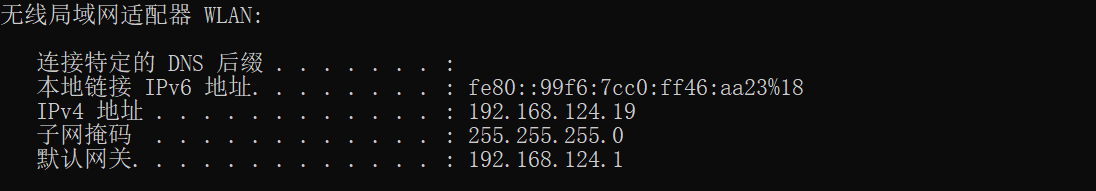 无线局域网适配器 WLAN:
连接特定的 DNS 后缀 . . . . . . . :
本地链接 IPv6 地址. . . . . . . . : fe80::99f6:7cc0:ff46:aa23%18
IPv4 地址 . . . . . . . . . . . . : 192.168.124.19
子网掩码  . . . . . . . . . . . . : 255.255.255.0
默认网关. . . . . . . . . . . . . : 192.168.124.1